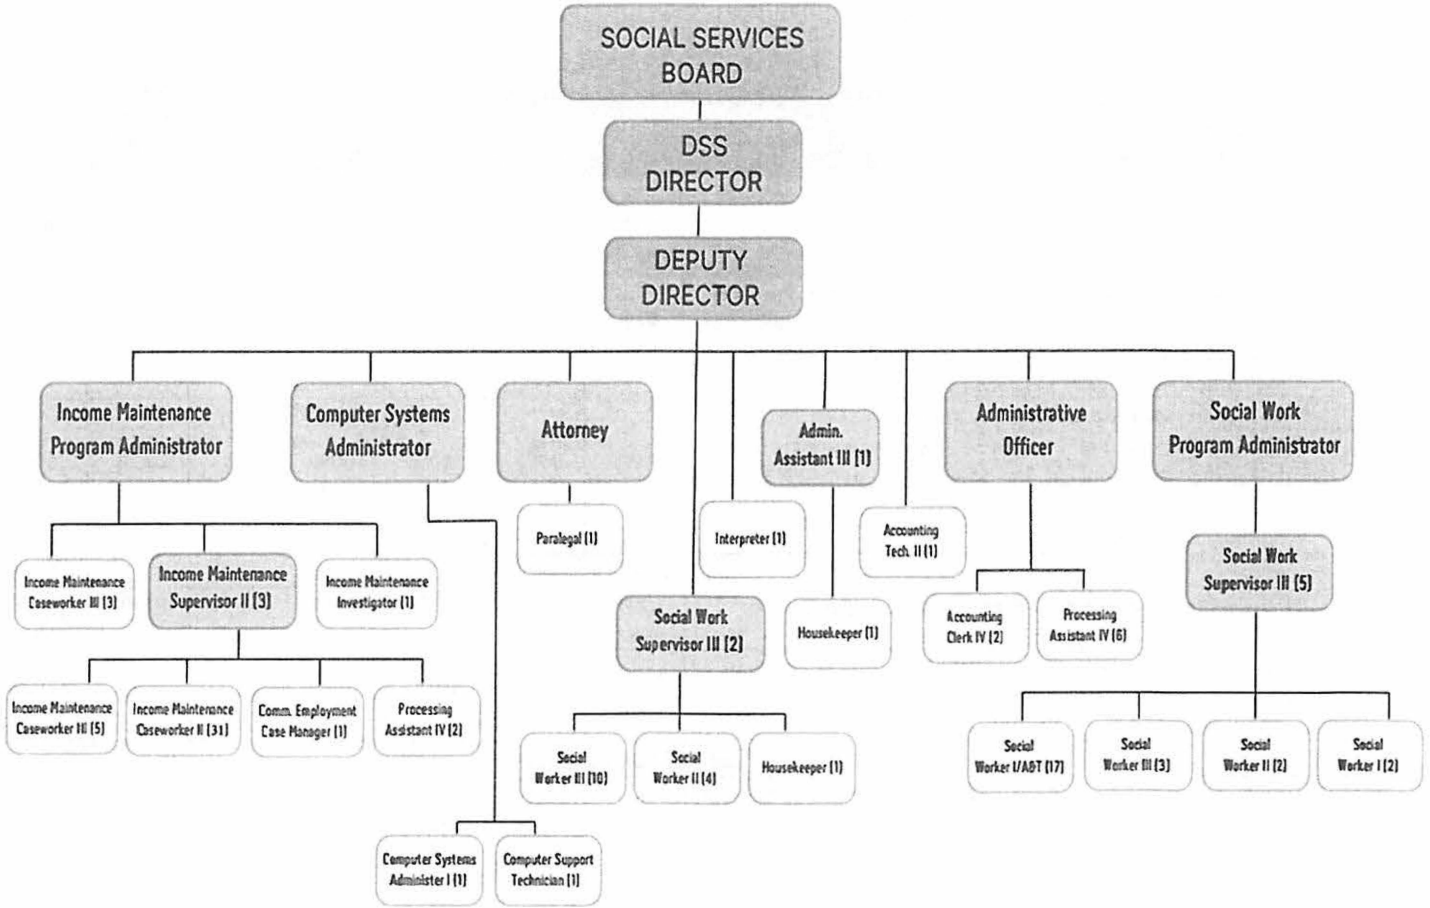 SOCIAL SERVICES
BOARD
DSS
DIRECTOR
DEPUTY
DIRECTOR
Income Maintenance
Program Administrator
Computer Systems
Administrator
Attorney
Admin.
Assistant III (1)
Administrative
Officer
Social Work
Program Administrator
Paralegal (1)
Interpreter (1)
Accounting
Tech. II (1)
Income Maintenance
Caseworker III (3)
Income Maintenance
Supervisor II (3)
Income Maintenance
Investigator (1)
Social Work
Supervisor III (2)
Housekeeper (1)
Accounting
Clerk IV (2)
Processing
Assistant IV (6)
Social Work
Supervisor III (5)
Income Maintenance
Caseworker III (5)
Income Maintenance
Caseworker II (31)
Comm. Employment
Case Manager (1)
Processing
Assistant IV (2)
Social
Worker III (10)
Social
Worker II (4)
Housekeeper (1)
Social
Worker I/A&T (17)
Social
Worker III (3)
Social
Worker II (2)
Social
Worker I (2)
Computer Systems
Administer I (1)
Computer Support
Technician (1)